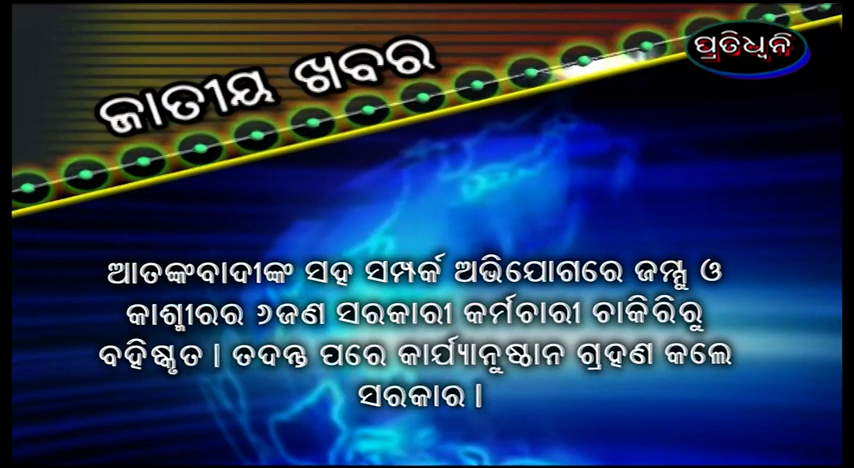 ପ୍ରତିଧ୍ୱନି
ଜାତୀୟ ଖବର
ଆତଙ୍କବାଦୀଙ୍କ ସହ ସମ୍ପର୍କ ଅଭିଯୋଗରେ ଜମ୍ମୁ ଓ
କାଶ୍ମୀରର ୬ଜଣ ସରକାରୀ କର୍ମଚାରୀ ଚାକିରିରୁ
ବହିଷ୍କୃତ । ତଦନ୍ତ ପରେ କାର୍ଯ୍ୟାନୁଷ୍ଠାନ ଗ୍ରହଣ କଲେ
ସରକାର ।